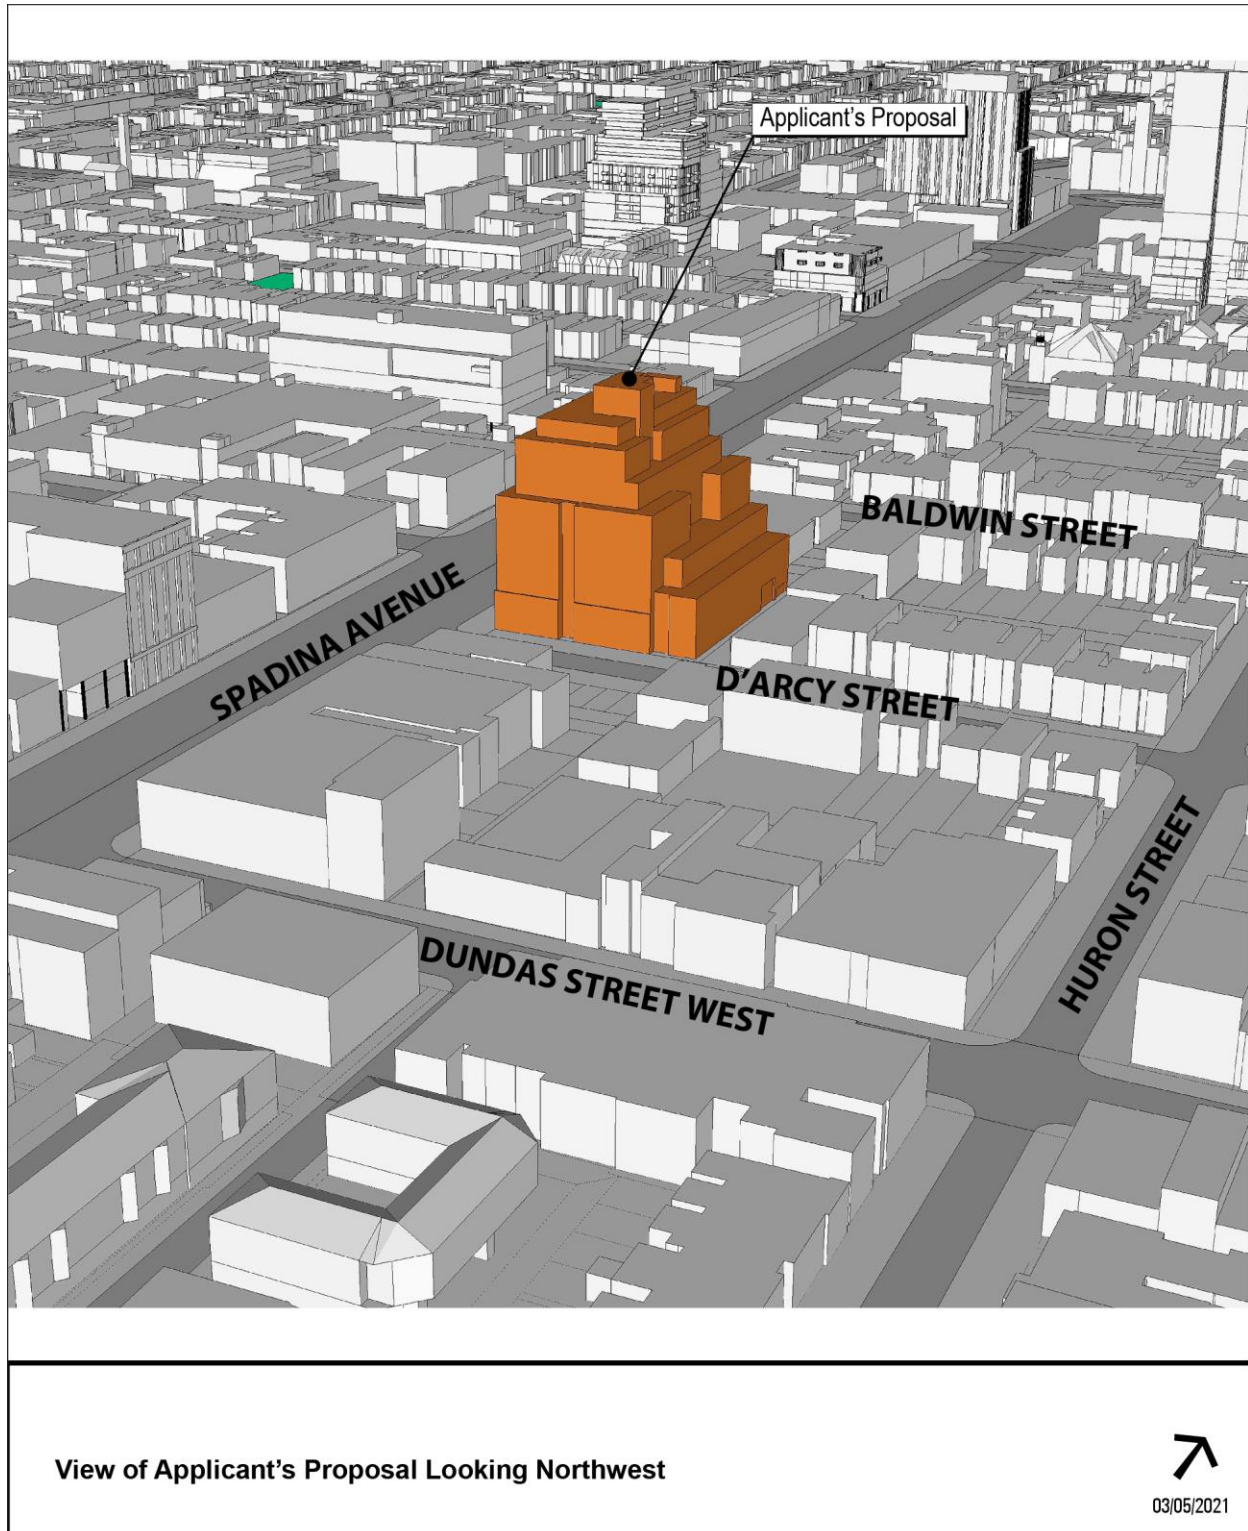 Applicant's Proposal
BALDWIN STREET
SPADINA AVENUE
D'ARCY STREET
HURON STREET
DUNDAS STREET WEST
View of Applicant's Proposal Looking Northwest
03/05/2021